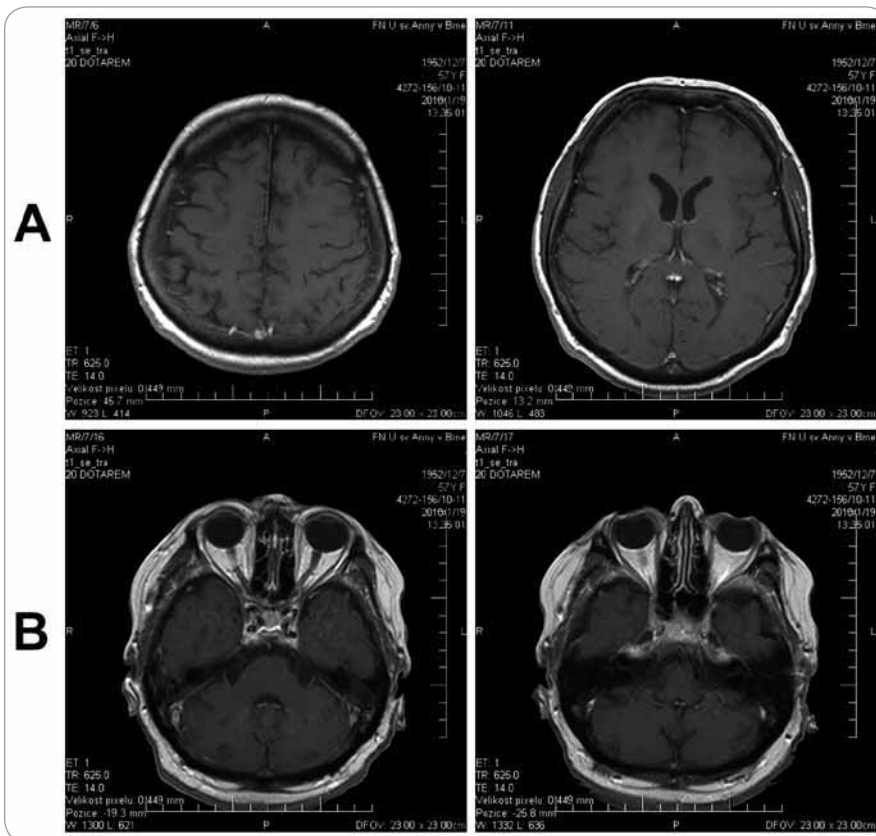 A
MR/7/6
Axial F->H
t1_se_tra
20 DOTAREM
A
FN U sv.Anny v Brne
1952/12/7
57Y F
4272-156/10-11
2010/1/19
13:35:01
R
L
ET: 1
TR: 625.0
TE: 14.0
Velikost pixelu: 0.449 mm
Pozice: 45.7 mm
W: 923 L: 414
P
DFOV: 23.00 x 23.00cm
MR/7/11
Axial F->H
t1_se_tra
20 DOTAREM
A
FN U sv.Anny v Brne
1952/12/7
57Y F
4272-156/10-11
2010/1/19
13:35:01
R
L
ET: 1
TR: 625.0
TE: 14.0
Velikost pixelu: 0.449 mm
Pozice: 13.2 mm
W: 1046 L: 483
P
DFOV: 23.00 x 23.00cm
B
MR/7/16
Axial F->H
t1_se_tra
20 DOTAREM
A
FN U sv.Anny v Brne
1952/12/7
57Y F
4272-156/10-11
2010/1/19
13:35:01
R
L
ET: 1
TR: 625.0
TE: 14.0
Velikost pixelu: 0.449 mm
Pozice: -19.3 mm
W: 1300 L: 621
P
DFOV: 23.00 x 23.00cm
MR/7/17
Axial F->H
t1_se_tra
20 DOTAREM
A
FN U sv.Anny v Brne
1952/12/7
57Y F
4272-156/10-11
2010/1/19
13:35:01
R
L
ET: 1
TR: 625.0
TE: 14.0
Velikost pixelu: 0.449 mm
Pozice: -25.8 mm
W: 1332 L: 636
P
DFOV: 23.00 x 23.00cm